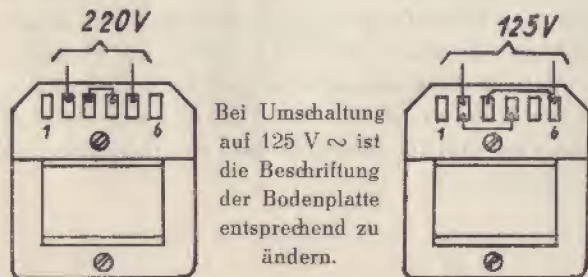 220V
1 6
Bei Umschaltung
auf 125 V ∾ ist
die Beschriftung
der Bodenplatte
entsprechend zu
ändern.
125V
1 6